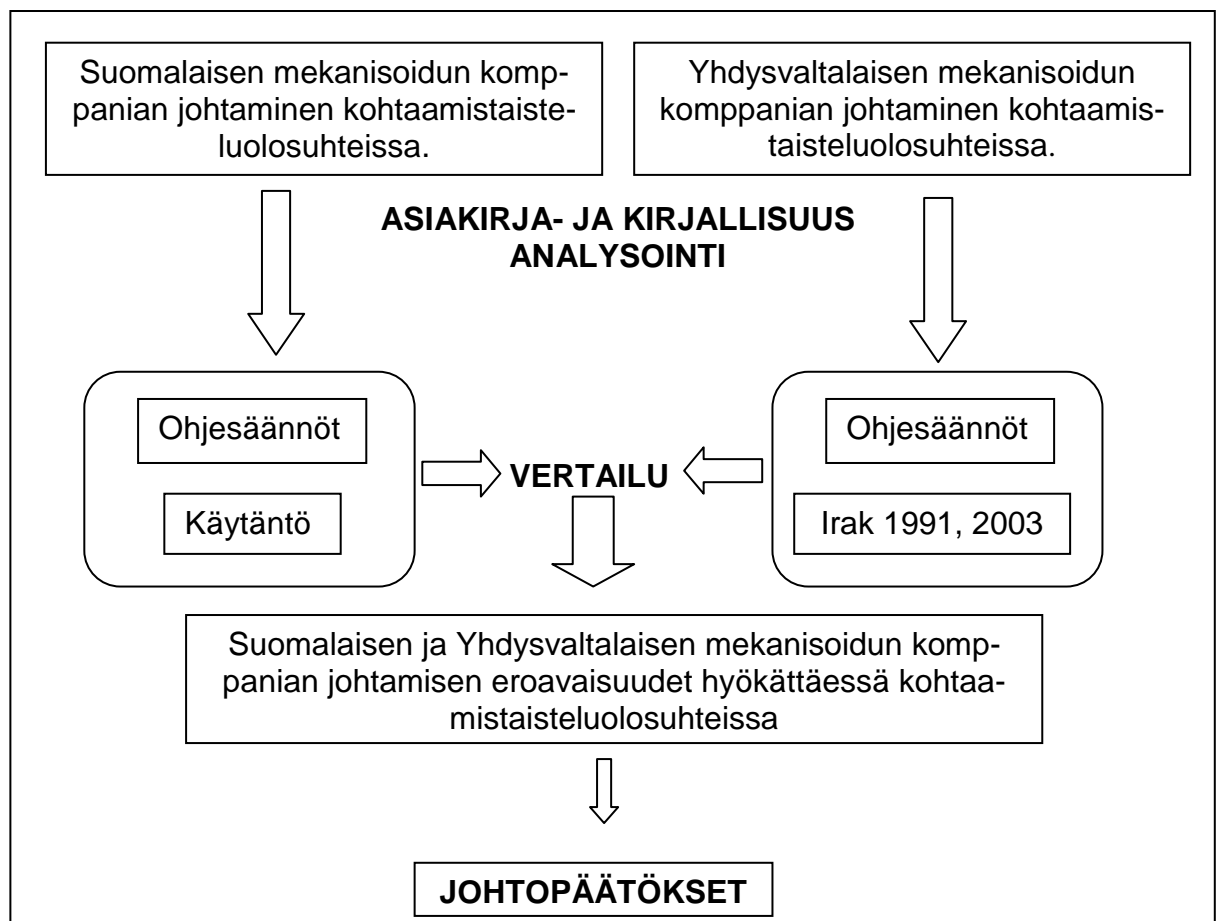 Suomalaisen mekanisoidun komp-
panian johtaminen kohtaamistaiste-
luolosuhteissa.
Yhdysvaltalaisen mekanisoidun
komppanian johtaminen kohtaamis-
taisteluolosuhteissa.
ASIAKIRJA- JA KIRJALLISUUS
ANALYSOINTI
Ohjesäännöt
Käytäntö
VERTAILU
Ohjesäännöt
Irak 1991, 2003
Suomalaisen ja Yhdysvaltalaisen mekanisoidun komp-
panian johtamisen eroavaisuudet hyökättäessä kohtaa-
mistaisteluolosuhteissa
JOHTOPÄÄTÖKSET